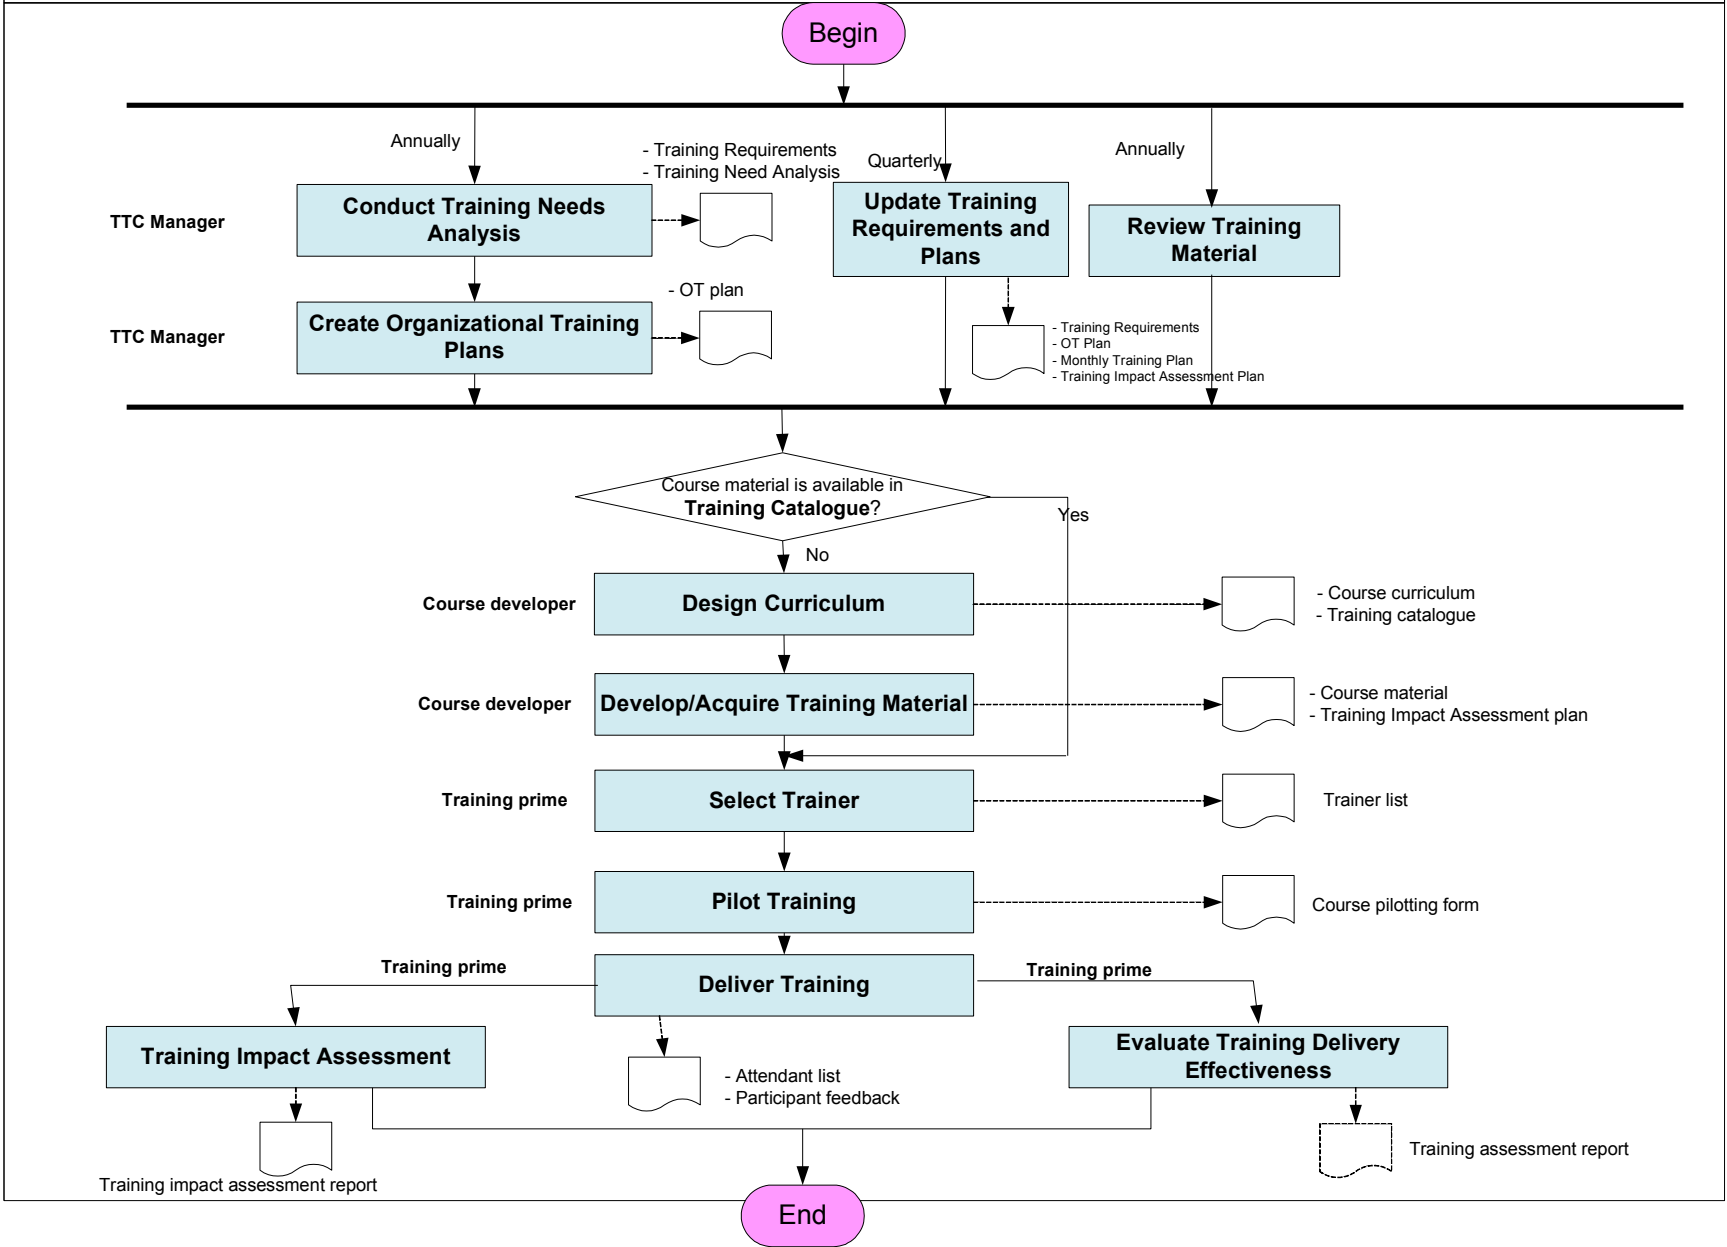 Begin
Annually
- Training Requirements
- Training Need Analysis
Quarterly
Annually
TTC Manager
Conduct Training Needs
Analysis
Update Training
Requirements and
Plans
Review Training
Material
- OT plan
TTC Manager
Create Organizational Training
Plans
- Training Requirements
- OT Plan
- Monthly Training Plan
- Training Impact Assessment Plan
Course material is available in
Training Catalogue?
Yes
No
Course developer
Design Curriculum
- Course curriculum
- Training catalogue
Course developer
Develop/Acquire Training Material
- Course material
- Training Impact Assessment plan
Training prime
Select Trainer
Trainer list
Training prime
Pilot Training
Course pilotting form
Training prime
Deliver Training
Training prime
Training Impact Assessment
- Attendant list
- Participant feedback
Evaluate Training Delivery
Effectiveness
Training impact assessment report
Training assessment report
End